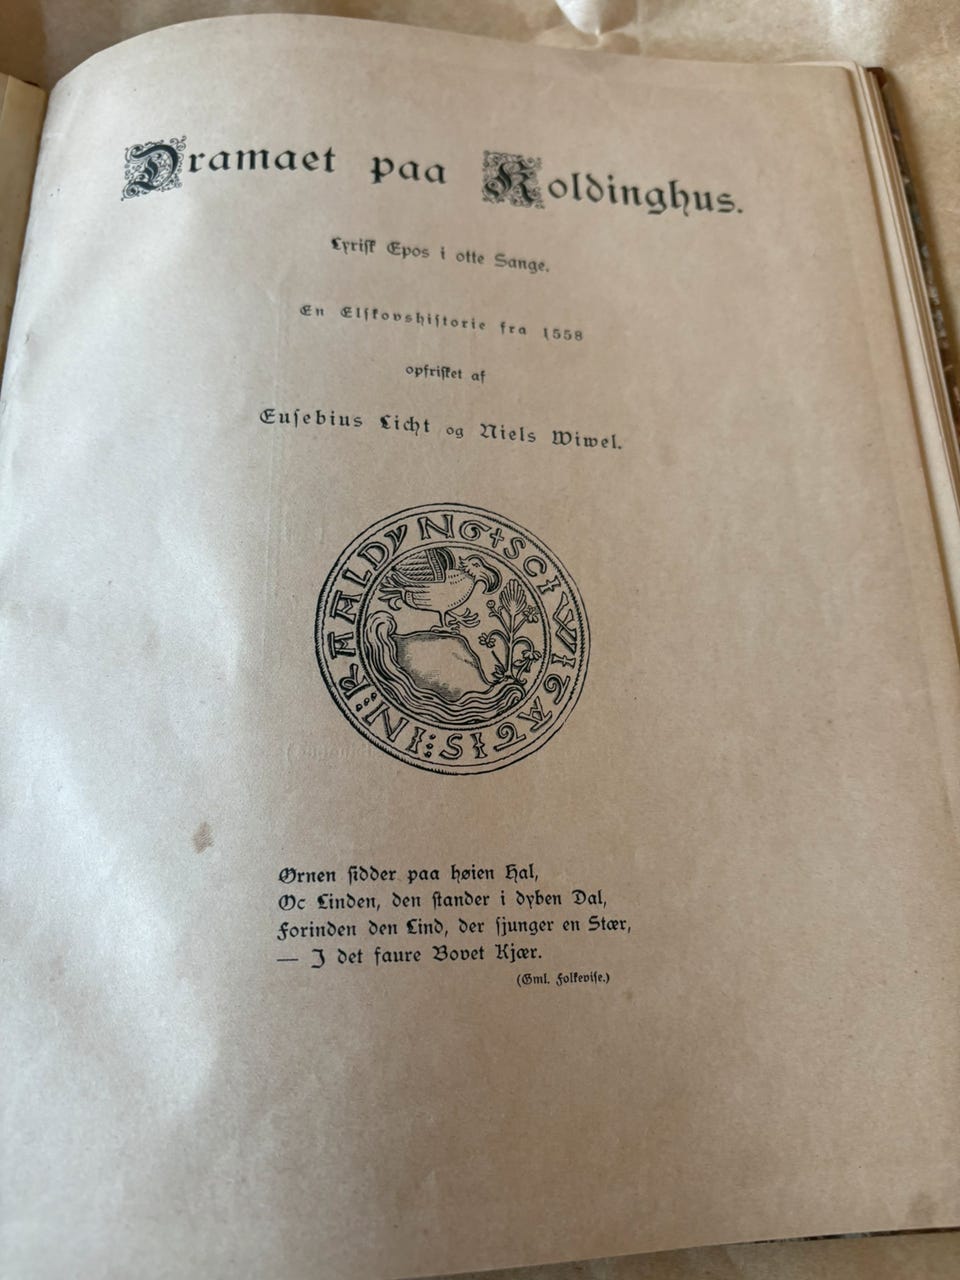 Dramaet paa Koldinghus.
Lyrisk Epos i otte Sange.
En Elskovshistorie fra 1558
opfrisket af
Eusebius Licht og Niels Wiwel.
Ørnen sidder paa høien Hal,
Oc Linden, den stander i dyben Dal,
Forinden den Lind, der sjunger en Stær,
— I det faure Bovet Kjær.
(Gml. Folkevise.)